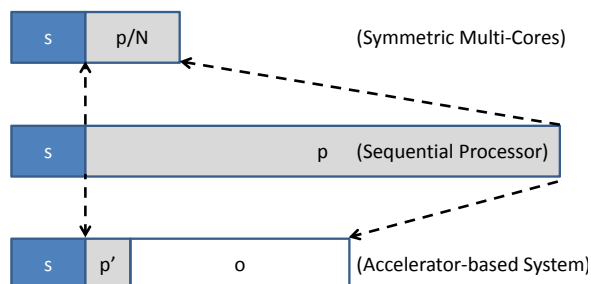 s p/N (Symmetric Multi-Cores)
s p (Sequential Processor)
s p' o (Accelerator-based System)